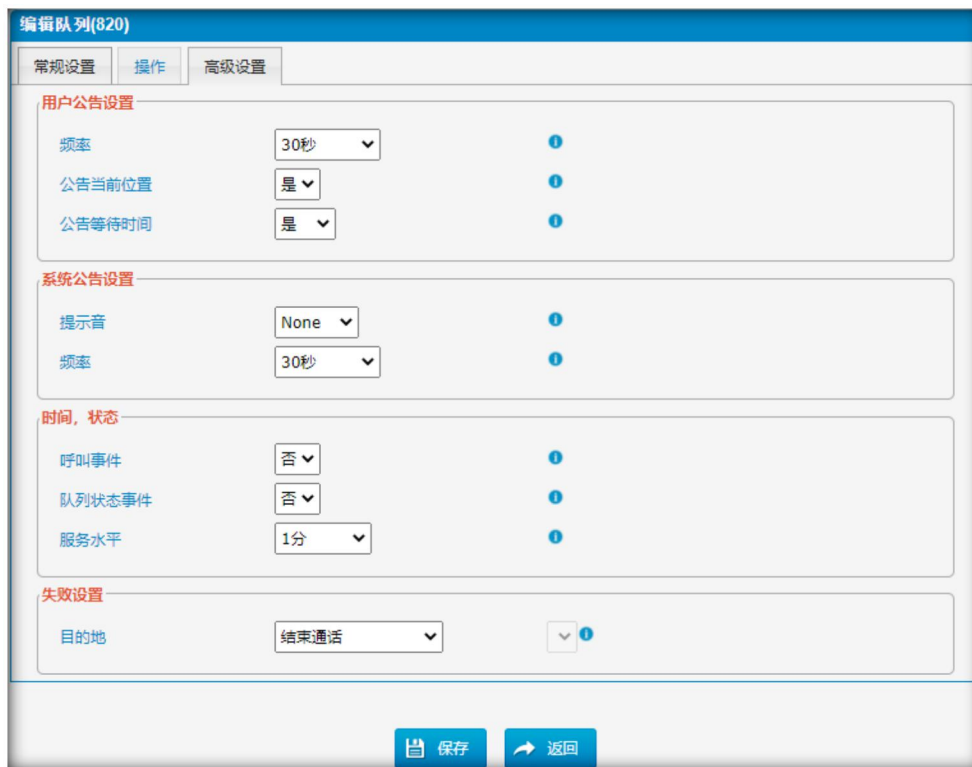 编辑队列(820)
常规设置 操作 高级设置
用户公告设置
频率 30秒
公告当前位置 是
公告等待时间 是
系统公告设置
提示音 None
频率 30秒
时间，状态
呼叫事件 否
队列状态事件 否
服务水平 1分
失败设置
目的地 结束通话
保存 返回